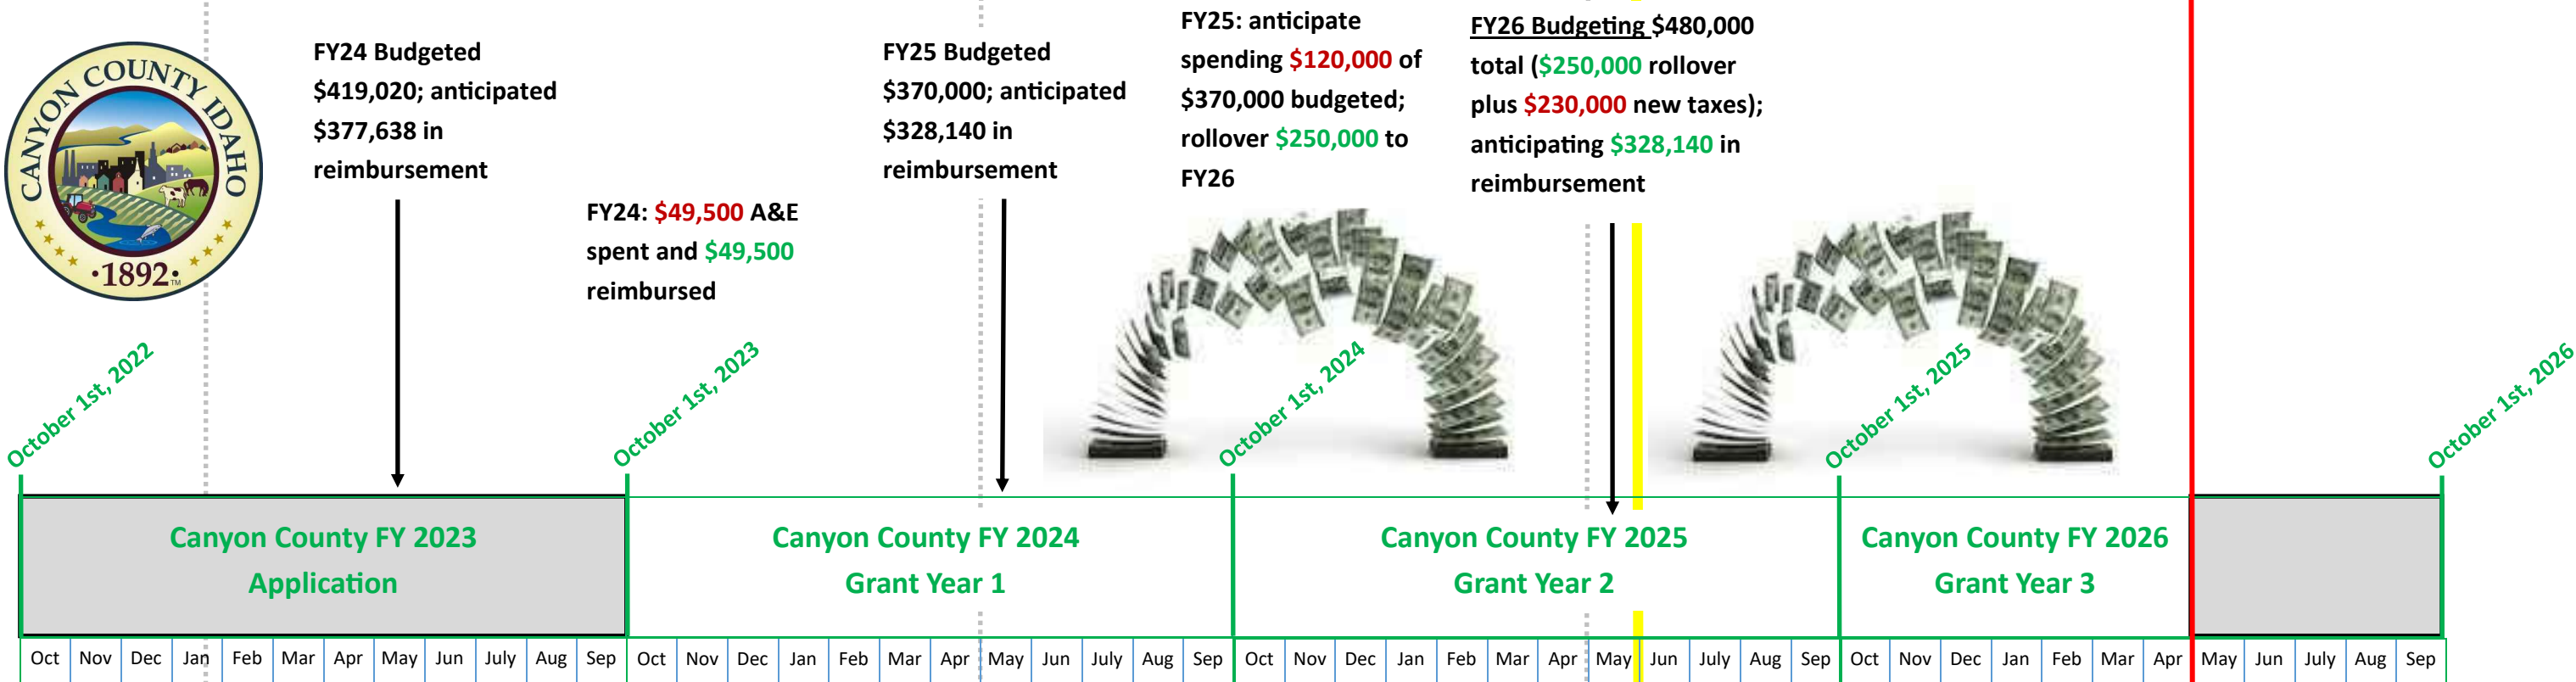 CANYON COUNTY IDAHO
•1892•
TM
FY24 Budgeted
$419,020; anticipated
$377,638 in
reimbursement
FY24: $49,500 A&E
spent and $49,500
reimbursed
FY25 Budgeted
$370,000; anticipated
$328,140 in
reimbursement
FY25: anticipate
spending $120,000 of
$370,000 budgeted;
rollover $250,000 to
FY26
FY26 Budgeting $480,000
total ($250,000 rollover
plus $230,000 new taxes);
anticipating $328,140 in
reimbursement
October 1st, 2022
October 1st, 2023
October 1st, 2024
October 1st, 2025
October 1st, 2026
Canyon County FY 2023
Application
Canyon County FY 2024
Grant Year 1
Canyon County FY 2025
Grant Year 2
Canyon County FY 2026
Grant Year 3
Oct Nov Dec Jan Feb Mar Apr May Jun July Aug Sep Oct Nov Dec Jan Feb Mar Apr May Jun July Aug Sep Oct Nov Dec Jan Feb Mar Apr May Jun July Aug Sep Oct Nov Dec Jan Feb Mar Apr May Jun July Aug Sep